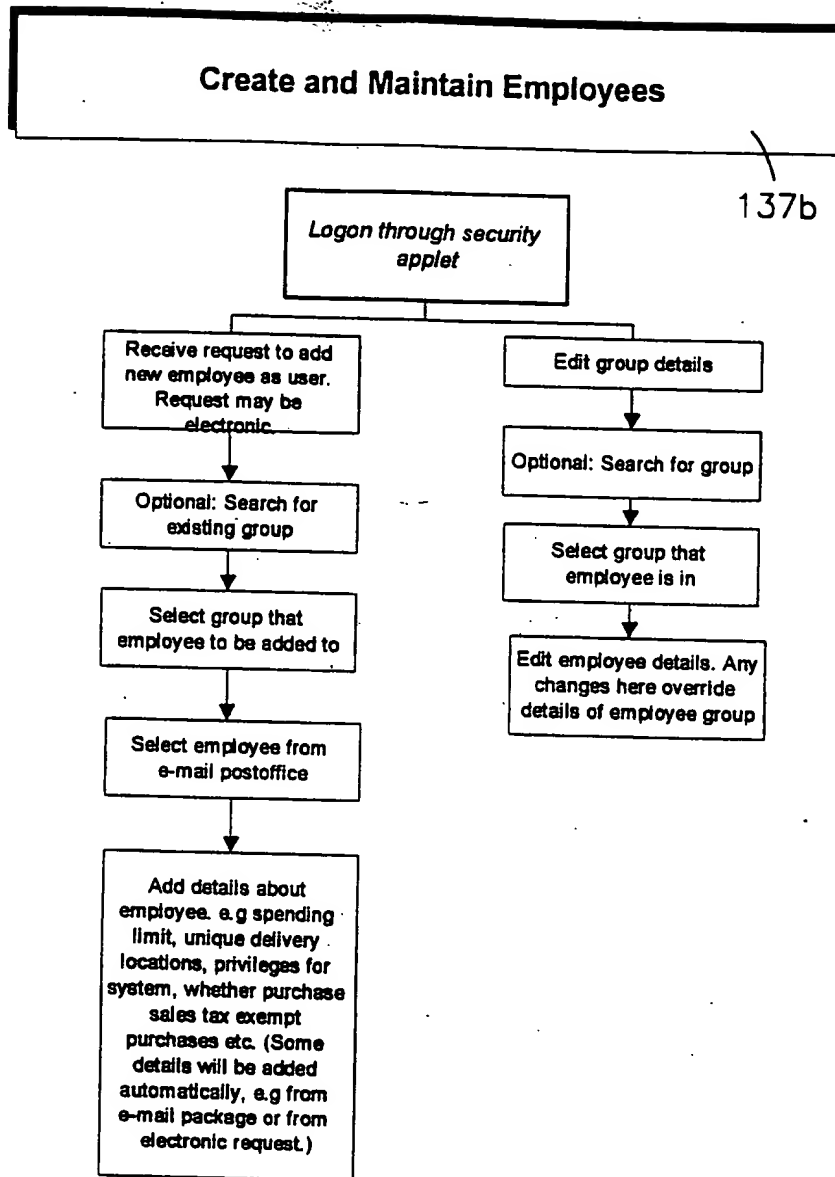 Create and Maintain Employees
137b
Logon through security
applet
Receive request to add
new employee as user.
Request may be
electronic.
Optional: Search for
existing group
Select group that
employee to be added to
Select employee from
e-mail postoffice
Add details about
employee. e.g spending
limit, unique delivery
locations, privileges for
system, whether purchase
sales tax exempt
purchases etc. (Some
details will be added
automatically, e.g from
e-mail package or from
electronic request.)
Edit group details
Optional: Search for group
Select group that
employee is in
Edit employee details. Any
changes here override
details of employee group